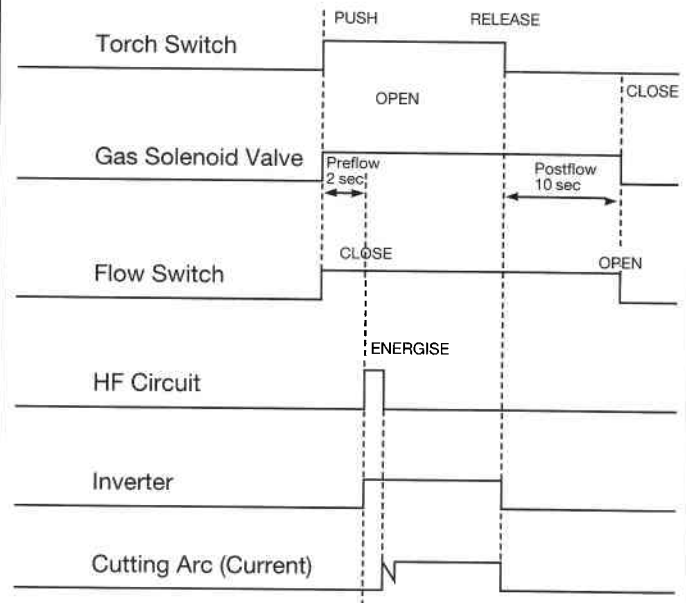 PUSH
RELEASE
Torch Switch
CLOSE
OPEN
Gas Solenoid Valve
Preflow
2 sec
Postflow
10 sec
CLOSE
Flow Switch
OPEN
ENERGISE
HF Circuit
Inverter
Cutting Arc (Current)